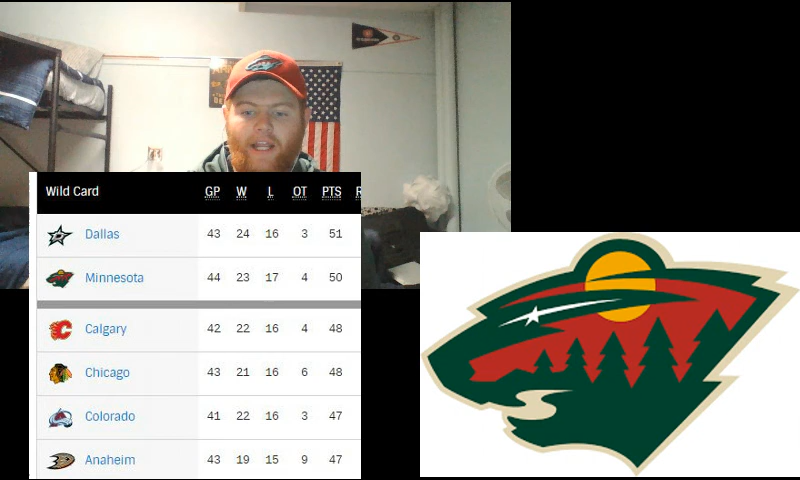 Wild Card GP W L OT PTS R
Dallas 43 24 16 3 51
Minnesota 44 23 17 4 50
Calgary 42 22 16 4 48
Chicago 43 21 16 6 48
Colorado 41 22 16 3 47
Anaheim 43 19 15 9 47